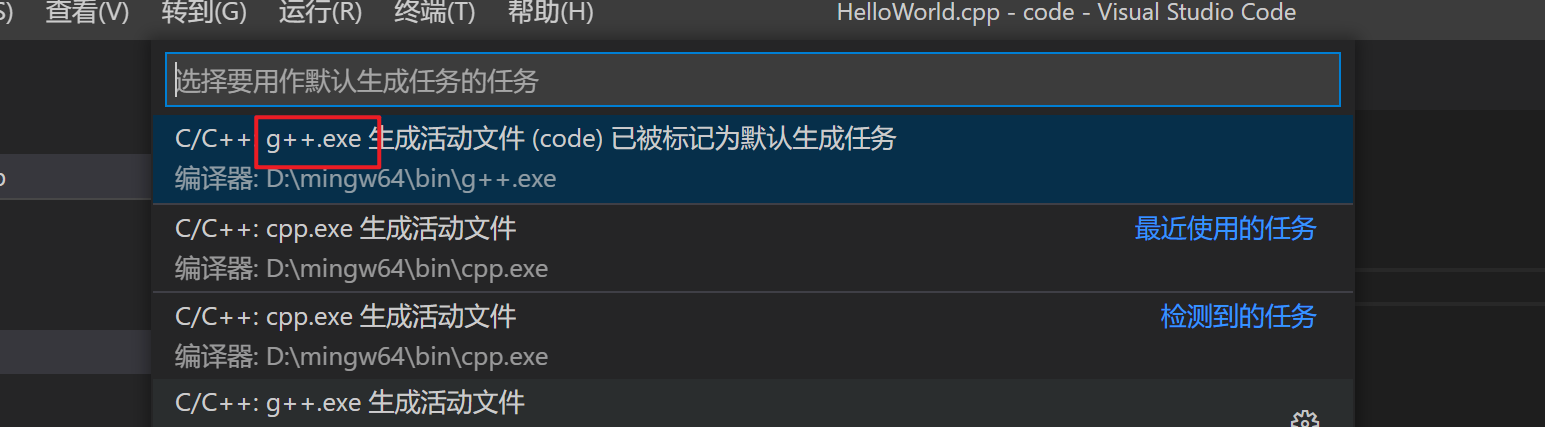 S) 查看(V) 转到(G) 运行(R) 终端(T) 帮助(H) HelloWorld.cpp - code - Visual Studio Code
选择要用作默认生成任务的任务
C/C++: g++.exe 生成活动文件 (code) 已被标记为默认生成任务
编译器: D:\mingw64\bin\g++.exe
C/C++: cpp.exe 生成活动文件 最近使用的任务
编译器: D:\mingw64\bin\cpp.exe
C/C++: cpp.exe 生成活动文件 检测到的任务
编译器: D:\mingw64\bin\cpp.exe
C/C++: g++.exe 生成活动文件